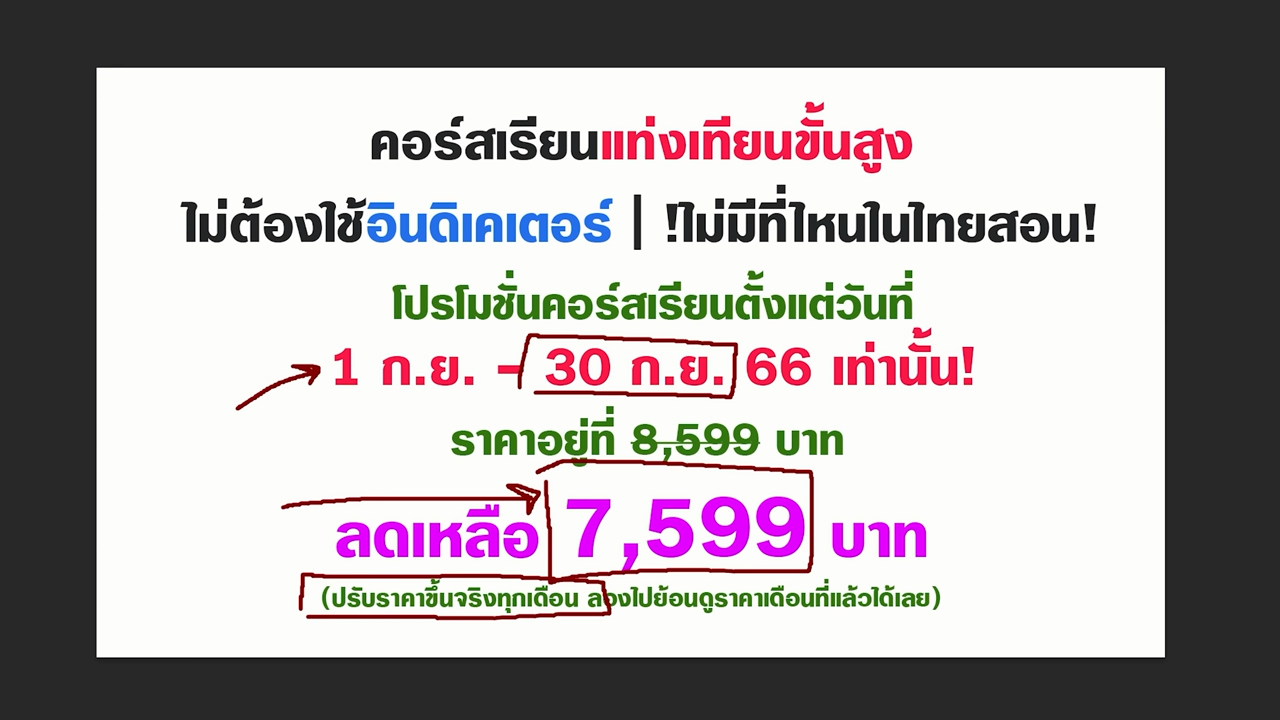 คอร์สเรียนแท่งเทียนขั้นสูง
ไม่ต้องใช้อินดิเคเตอร์ | !ไม่มีที่ไหนในไทยสอน!
โปรโมชั่นคอร์สเรียนตั้งแต่วันที่
1 ก.ย. - 30 ก.ย. 66 เท่านั้น!
ราคาอยู่ที่ 8,599 บาท
ลดเหลือ 7,599 บาท
(ปรับราคาขึ้นจริงทุกเดือน ลองไปย้อนดูราคาเดือนที่แล้วได้เลย)